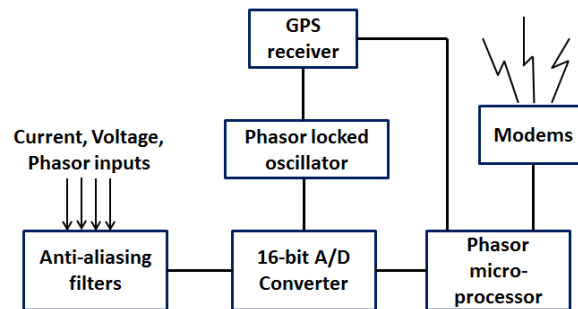 GPS
receiver
Phasor locked
oscillator
Modems
Current, Voltage,
Phasor inputs
Anti-aliasing
filters
16-bit A/D
Converter
Phasor
micro-
processor